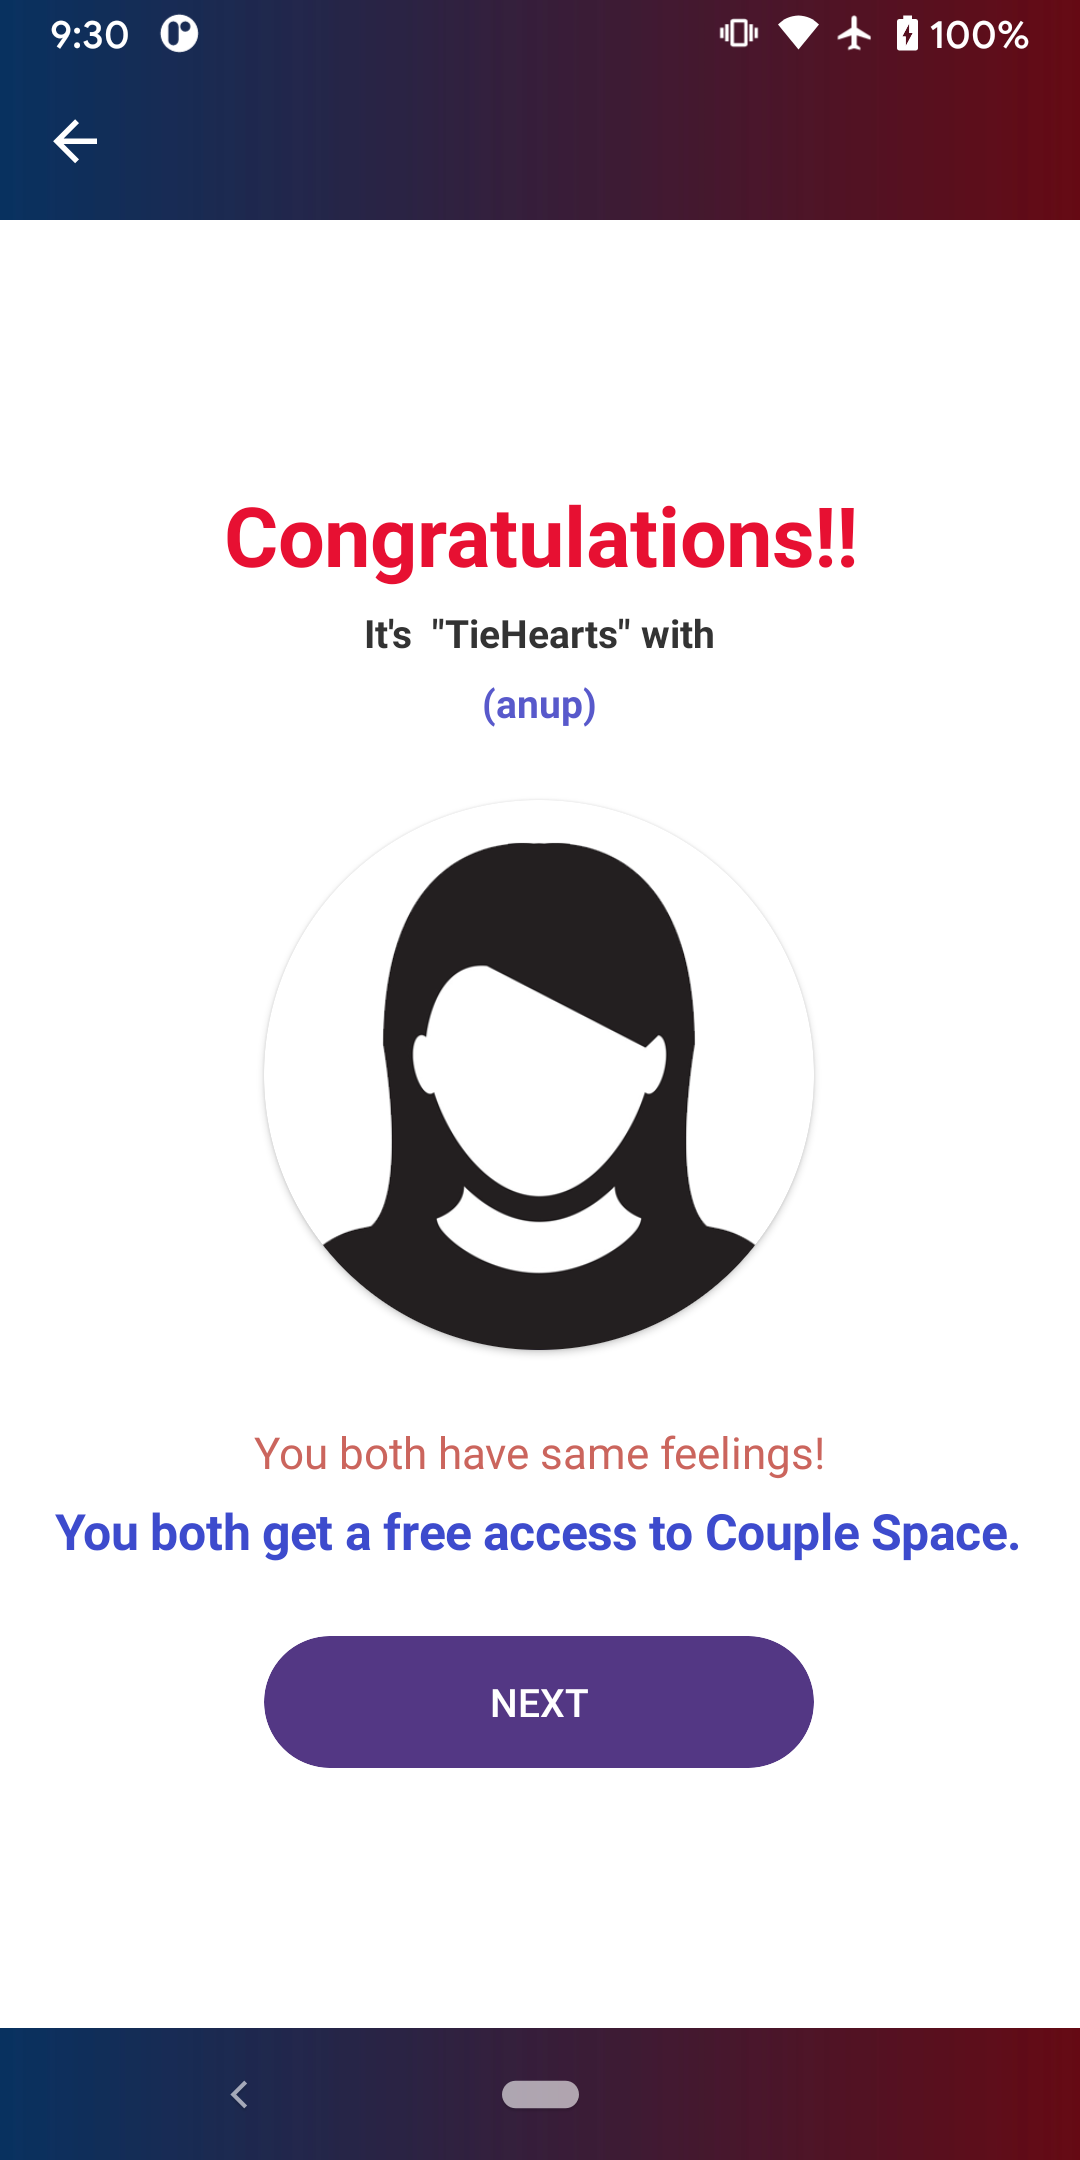 9:30
100%
Congratulations!!
It's  "TieHearts" with
(anup)
You both have same feelings!
You both get a free access to Couple Space.
NEXT